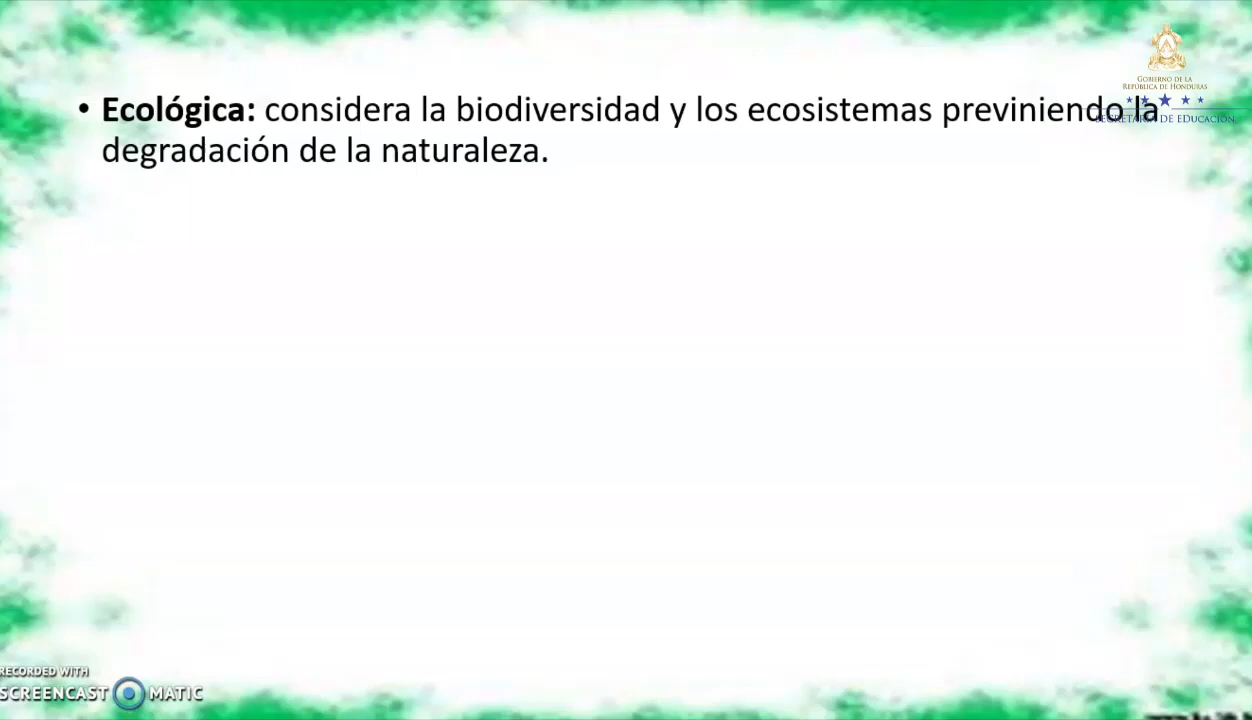 GOBIERNO DE LA
REPÚBLICA DE HONDURAS
• Ecológica: considera la biodiversidad y los ecosistemas previniendo la
SECRETARÍA DE EDUCACIÓN
degradación de la naturaleza.
RECORDED WITH
SCREENCAST MATIC